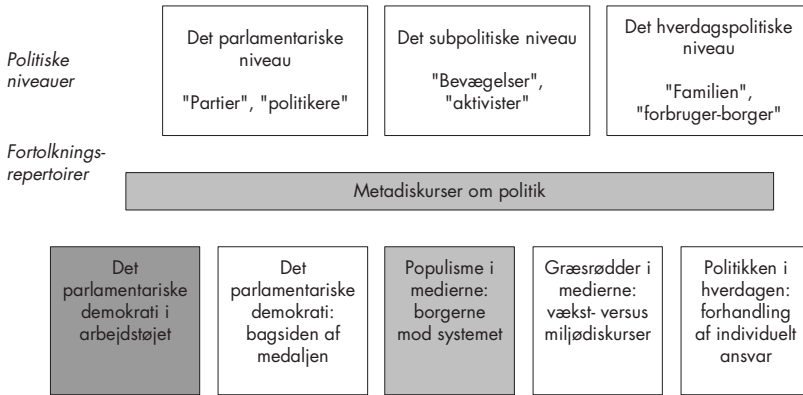 Politiske
niveauer
Det parlamentariske
niveau
"Partier", "politikere"
Det subpolitiske niveau
"Bevægelser",
"aktivister"
Det hverdagspolitiske
niveau
"Familien",
"forbruger-borger"
Fortolknings-
repertoirer
Metadiskurser om politik
Det
parlamentariske
demokrati i
arbejdstøjet
Det
parlamentariske
demokrati:
bagsiden af
medaljen
Populisme i
medierne:
borgerne
mod systemet
Græsrødder i
medierne:
vækst- versus
miljødiskurser
Politikken i
hverdagen:
forhandling
af individuelt
ansvar